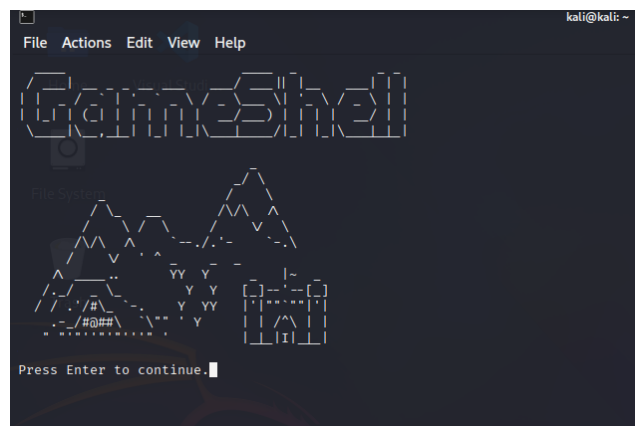 kali@kali: ~
File Actions Edit View Help
GameShell
File System
Press Enter to continue.